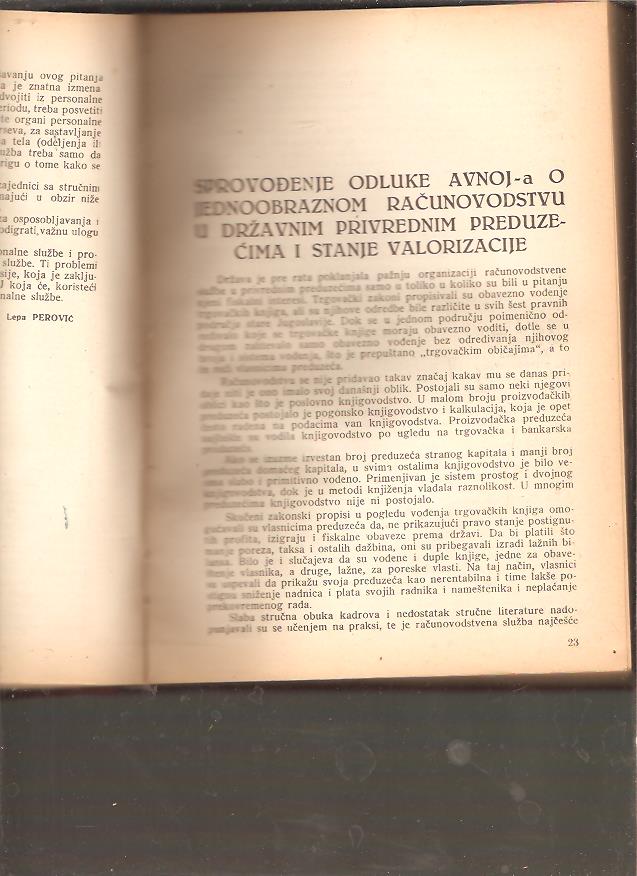 avanju ovog pitanja
a je znatna izmena
dvojiti iz personalne
eriodu, treba posvetiti
te organi personalne
rseva, za sastavljanje
a tela (odeljenja ili
užba treba samo da
rigu o tome kako se
zajednici sa stručnim
majući u obzir niže
za osposobljavanja i
odigrati, važnu ulogu
onalne službe i pro-
službe. Ti problemi
sije, koja je zaklju-
J koja će, koristeći
nalne službe.
Lepa PEROVIĆ
SPROVOĐENJE ODLUKE AVNOJ-a O
JEDNOOBRAZNOM RAČUNOVODSTVU
U DRŽAVNIM PRIVREDNIM PREDUZE-
ĆIMA I STANJE VALORIZACIJE
Država je pre rata poklanjala pažnju organizaciji računovodstvene
službe u privrednim preduzećima samo u toliko u koliko su bili u pitanju
njeni fiskalni interesi. Trgovački zakoni propisivali su obavezno vođenje
knjiga, ali su njihove odredbe bile različite u svih šest pravnih
područja stare Jugoslavije. Dok se u jednom području poimenično od-
ređivalo koje se trgovačke knjige moraju obavezno voditi, dotle se u
drugom zahtevalo samo obavezno vođenje bez određivanja njihovog
broja i sistema vođenja, što je prepuštano „trgovačkim običajima“, a to
će reći vlasnicima preduzeća.
Računovodstvu se nije pridavao takav značaj kakav mu se danas pri-
daje niti je ono imalo svoj današnji oblik. Postojali su samo neki njegovi
oblici kao što je poslovno knjigovodstvo. U malom broju proizvođačkih
preduzeća postojalo je pogonsko knjigovodstvo i kalkulacija, koja je opet
često rađena na podacima van knjigovodstva. Proizvođačka preduzeća
najčešće su vodila knjigovodstvo po ugledu na trgovačka i bankarska
preduzeća.
Ako se izuzme izvestan broj preduzeća stranog kapitala i manji broj
preduzeća domaćeg kapitala, u svima ostalima knjigovodstvo je bilo ve-
oma slabo i primitivno vođeno. Primenjivan je sistem prostog i dvojnog
knjigovodstva, dok je u metodi knjiženja vladala raznolikost. U mnogim
preduzećima knjigovodstvo nije ni postojalo.
Skučeni zakonski propisi u pogledu vođenja trgovačkih knjiga omo-
gućavali su vlasnicima preduzeća da, ne prikazujući pravo stanje postignu-
tih profita, izigraju i fiskalne obaveze prema državi. Da bi platili što
manje poreza, taksa i ostalih dažbina, oni su pribegavali izradi lažnih bi-
lansa. Bilo je i slučajeva da su vođene i duple knjige, jedne za obave-
štenje vlasnika, a druge, lažne, za poreske vlasti. Na taj način, vlasnici
su uspevali da prikažu svoja preduzeća kao nerentabilna i time lakše po-
stignu sniženje nadnica i plata svojih radnika i nameštenika i neplaćanje
prekovremenog rada.
Slaba stručna obuka kadrova i nedostatak stručne literature nado-
punjavali su se učenjem na praksi, te je računovodstvena služba najčešće
23